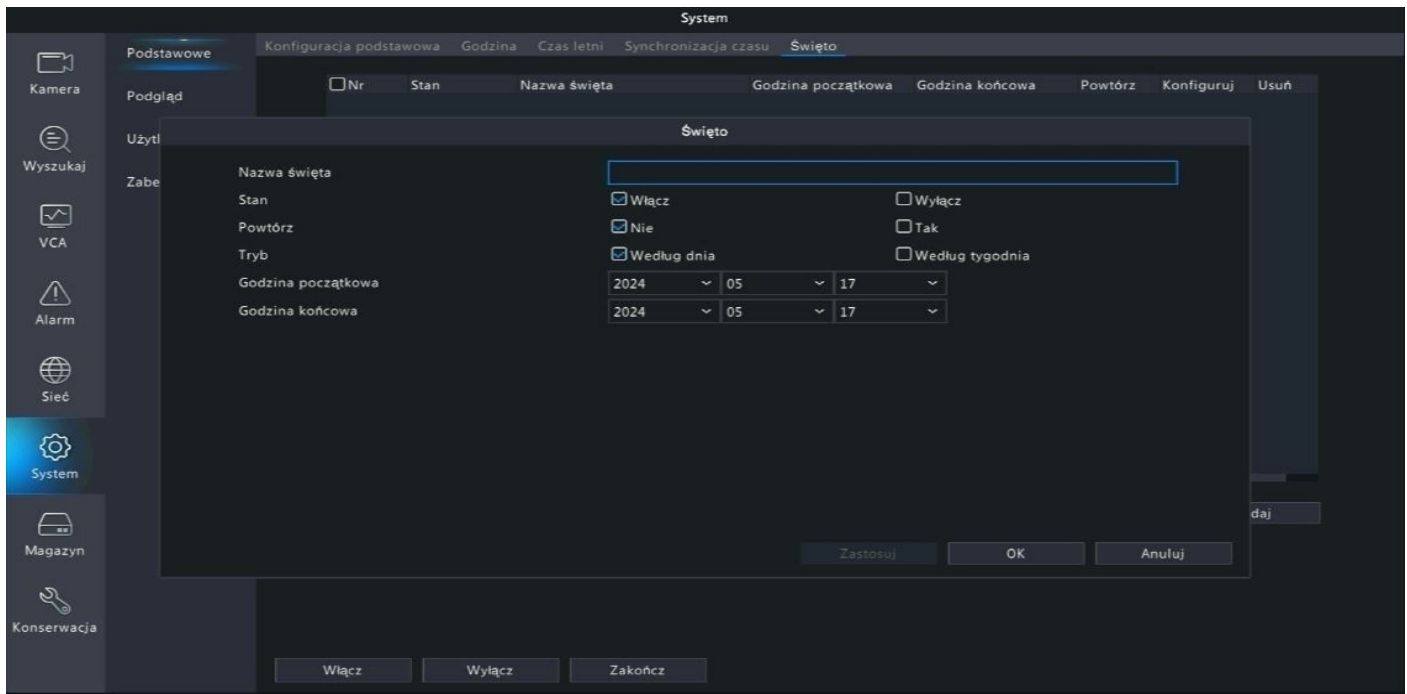 System
Kamera
Wyszukaj
VCA
Alarm
Sieć
System
Magazyn
Konserwacja
Podstawowe
Podgląd
Użytl
Zabe
Konfiguracja podstawowa Godzina Czas letni Synchronizacja czasu Święto
Nr Stan Nazwa święta Godzina początkowa Godzina końcowa Powtórz Konfiguruj Usuń
Święto
Nazwa święta
Stan Włącz Wyłącz
Powtórz Nie Tak
Tryb Według dnia Według tygodnia
Godzina początkowa 2024 05 17
Godzina końcowa 2024 05 17
daj
Zastosuj OK Anuluj
Włącz Wyłącz Zakończ